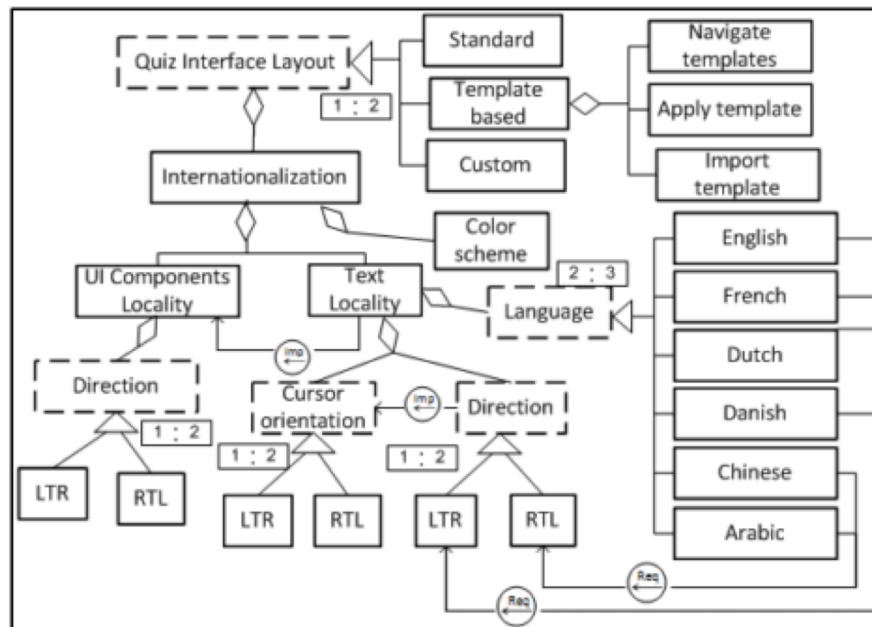 Standard
Navigate
templates
Quiz Interface Layout
1 : 2
Template
based
Apply template
Custom
Import
template
Internationalization
Color
scheme
English
UI Components
Locality
Text
Locality
2 : 3
Language
French
Imp
Dutch
Direction
Cursor
orientation
Imp
Direction
Danish
1 : 2
1 : 2
1 : 2
Chinese
LTR
RTL
LTR
RTL
LTR
RTL
Arabic
Req
Req